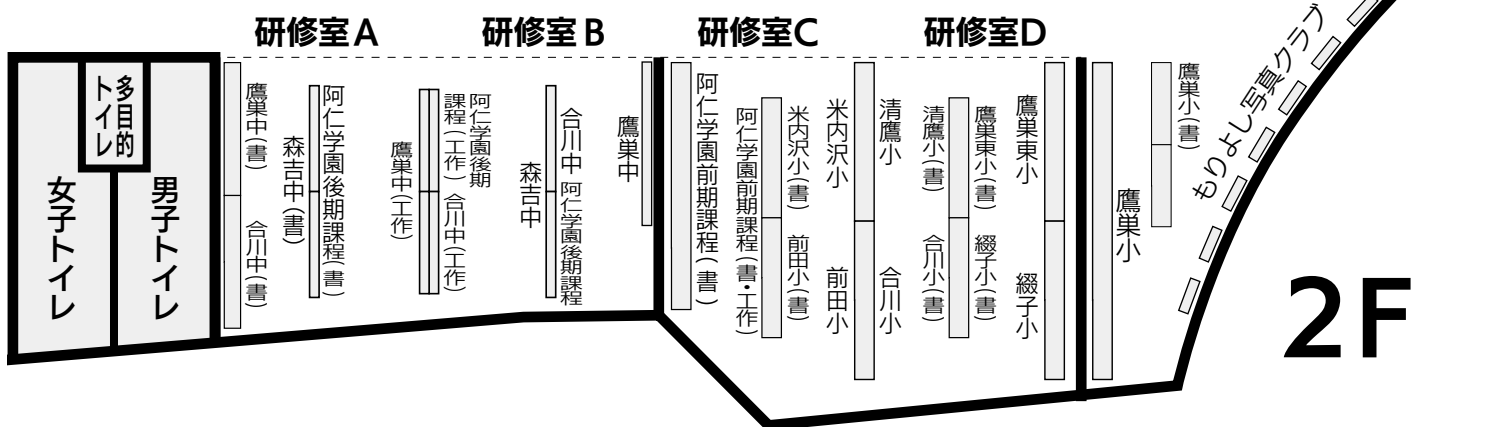 研修室A
研修室B
研修室C
研修室D
女子トイレ
多目的
トイレ
男子トイレ
鷹巣中(書)
合川中(書)
森吉中(書)
阿仁学園後期課程(書)
鷹巣中(工作)
阿仁学園後期
課程(工作)
合川中(工作)
森吉中
合川中
阿仁学園後期課程
鷹巣中
阿仁学園前期課程(書)
阿仁学園前期課程(書・工作)
米内沢小(書)
前田小(書)
米内沢小
前田小
清鷹小
合川小
清鷹小(書)
合川小(書)
鷹巣東小(書)
綴子小(書)
鷹巣東小
綴子小
鷹巣小
鷹巣小(書)
もりよし写真クラブ
2F